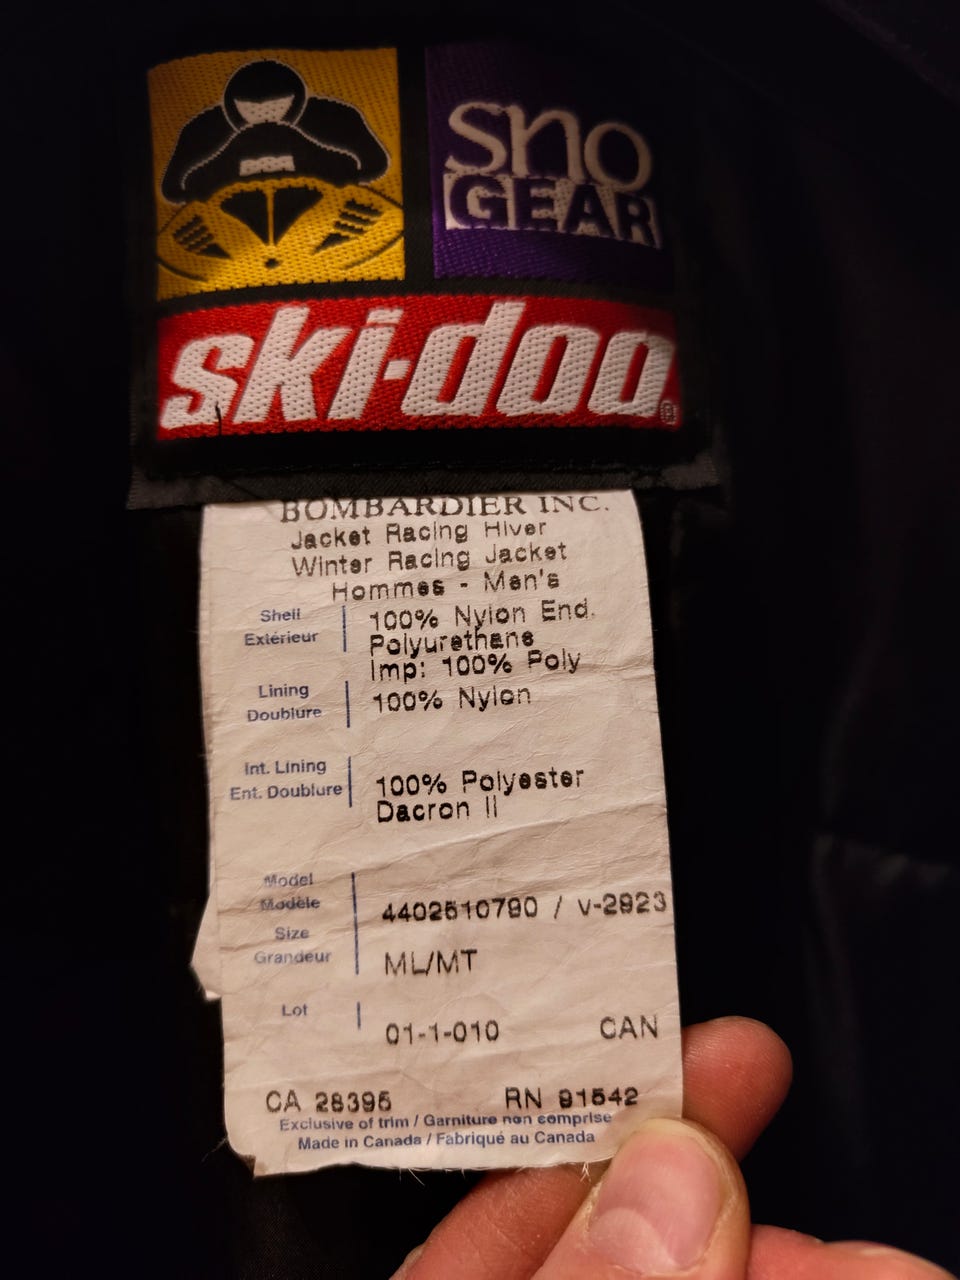 sno
GEAR
ski-doo®
BOMBARDIER INC.
Jacket Racing Hiver
Winter Racing Jacket
Hommes - Men's
Shell
Extérieur
100% Nylon End.
Polyurethane
Imp: 100% Poly
Lining
Doublure
100% Nylon
Int. Lining
Ent. Doublure
100% Polyester
Dacron II
Model
Modèle
4402610790 / V-2923
Size
Grandeur
ML/MT
Lot
01-1-010 CAN
CA 28395 RN 91542
Exclusive of trim / Garniture non comprise
Made in Canada / Fabriqué au Canada